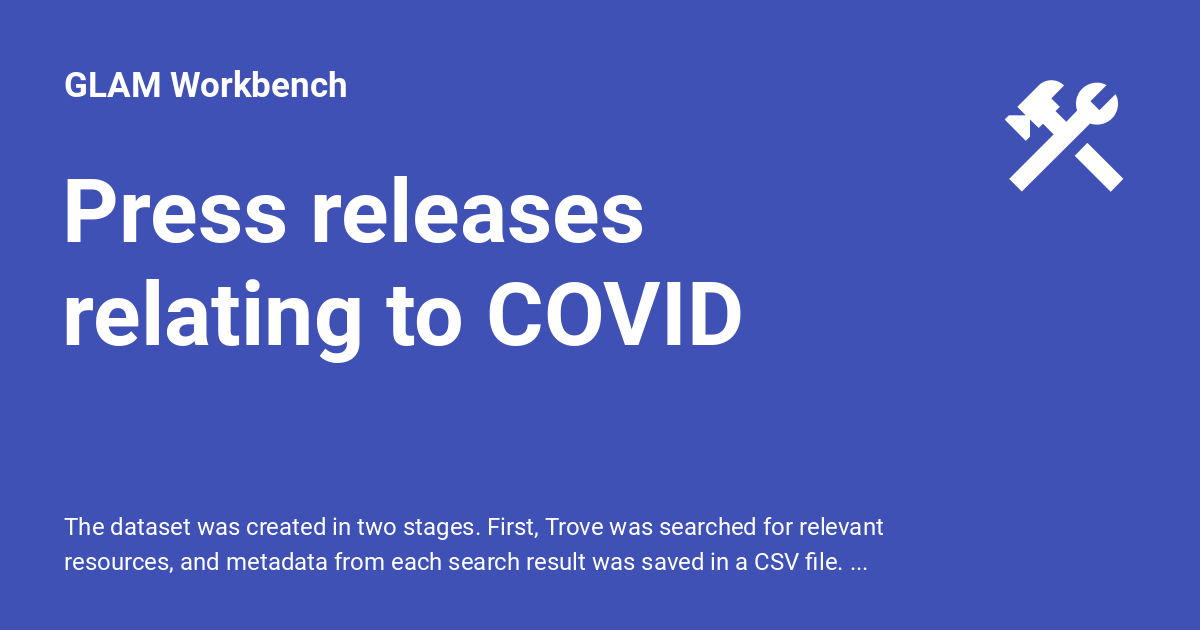 GLAM Workbench
Press releases
relating to COVID
The dataset was created in two stages. First, Trove was searched for relevant
resources, and metadata from each search result was saved in a CSV file. ...